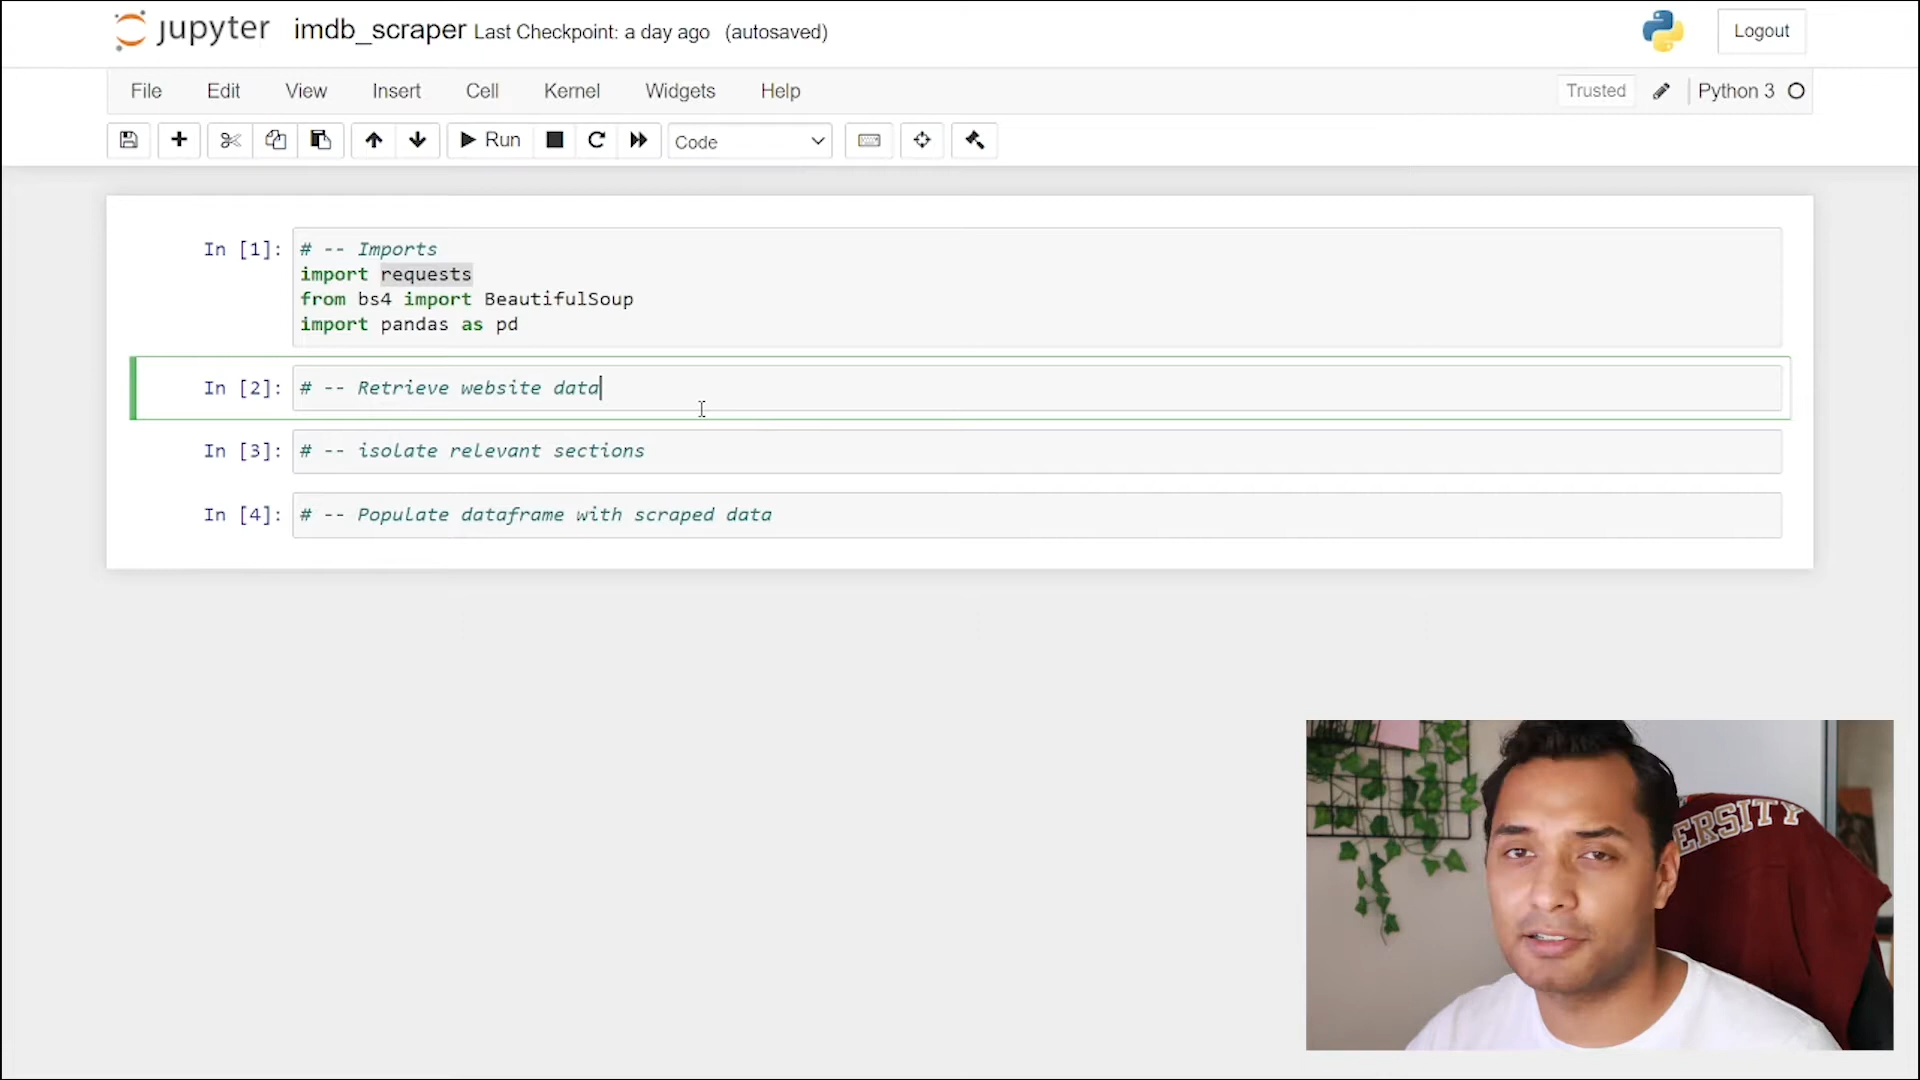 jupyter imdb_scraper Last Checkpoint: a day ago (autosaved) Logout
File Edit View Insert Cell Kernel Widgets Help Trusted Python 3
Run Code
In [1]: # -- Imports
import requests
from bs4 import BeautifulSoup
import pandas as pd
In [2]: # -- Retrieve website data
In [3]: # -- isolate relevant sections
In [4]: # -- Populate dataframe with scraped data
ERSITY